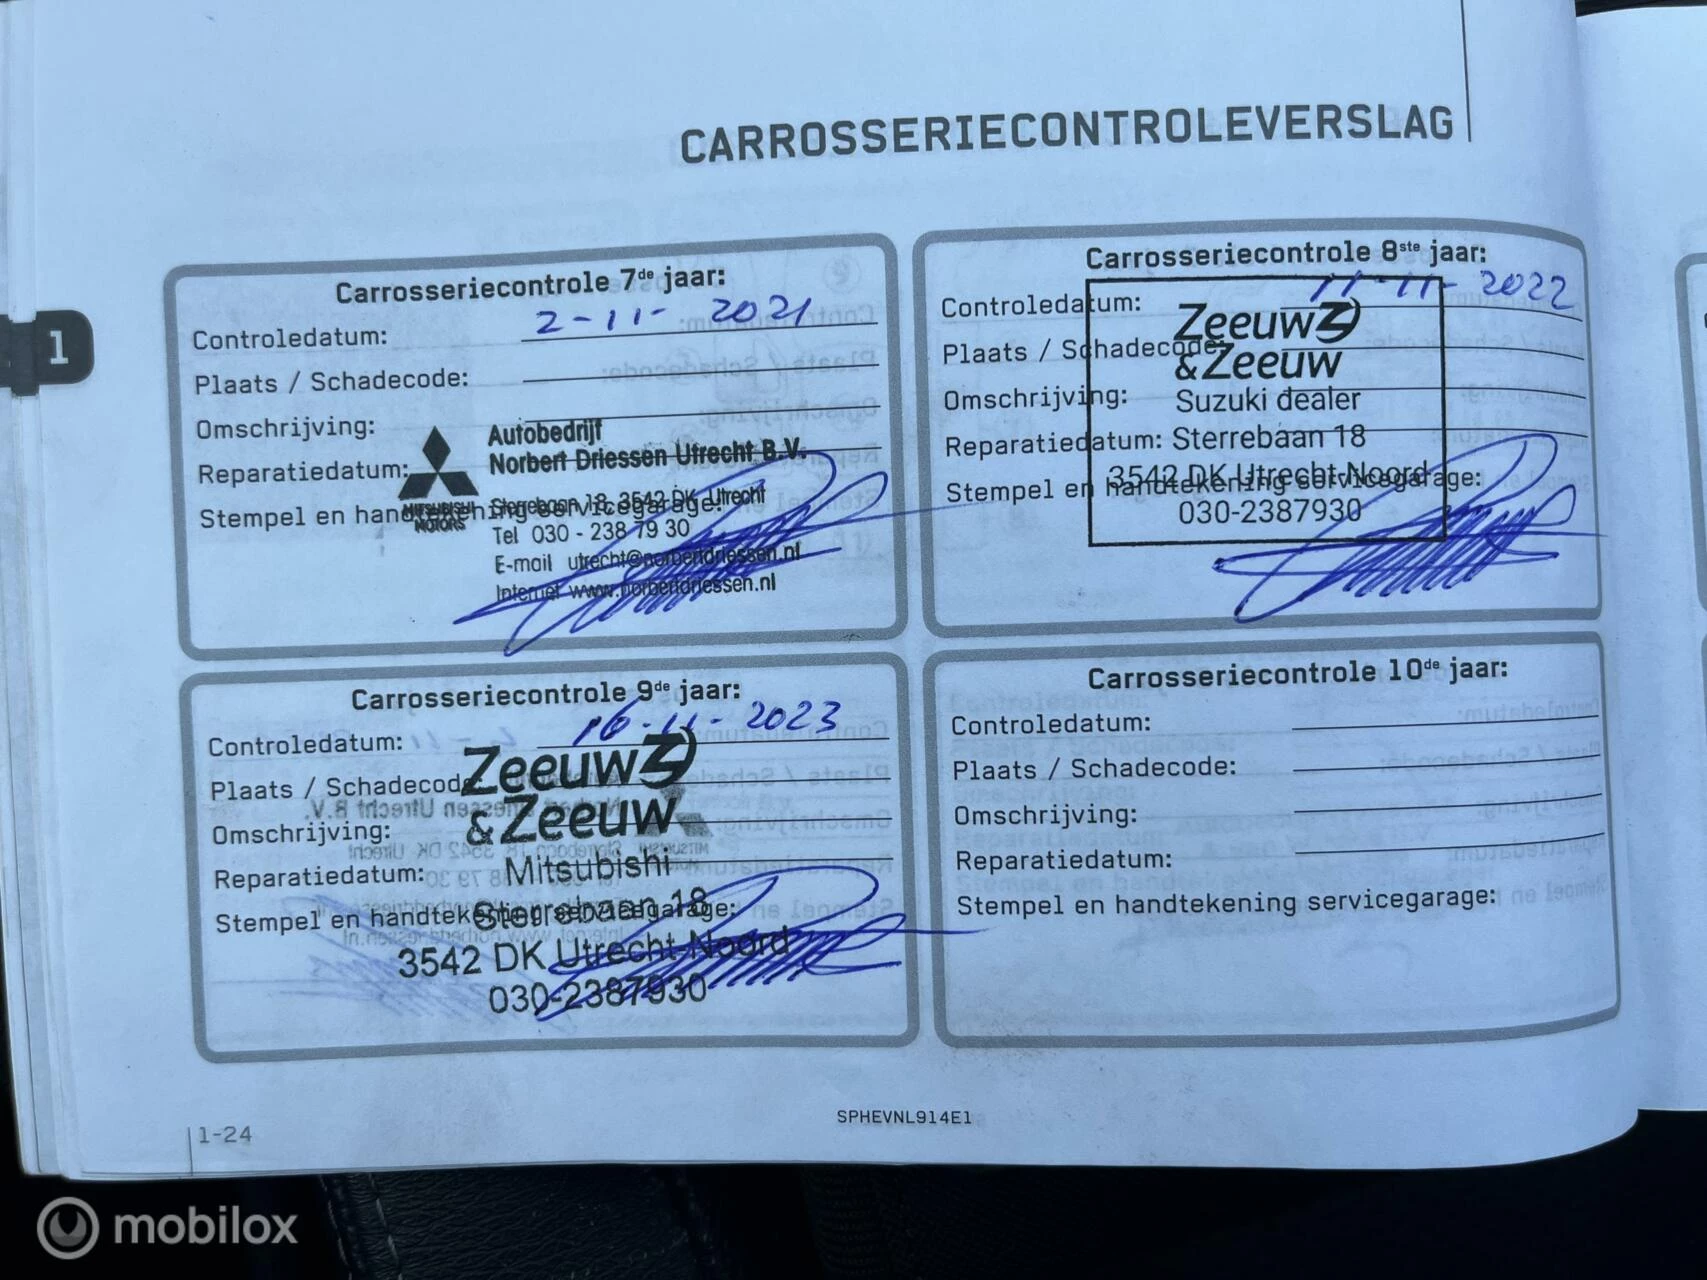 CARROSSERIECONTROLEVERSLAG
1
Carrosseriecontrole 7de jaar:
Controledatum: 2-11-2021
Plaats / Schadecode:
Omschrijving:
Reparatiedatum:
Stempel en handtekening servicegarage:
MITSUBISHI
MOTORS
Autobedrijf
Norbert Driessen Utrecht B.V.
Sterrebaan 18, 3542 DK Utrecht
Tel 030 - 238 79 30
E-mail utrecht@norbertdriessen.nl
Internet www.norbertdriessen.nl
Carrosseriecontrole 8ste jaar:
Controledatum: 11-11-2022
Plaats / Schadecode:
Omschrijving:
Reparatiedatum:
Stempel en handtekening servicegarage:
Zeeuw
&Zeeuw
Suzuki dealer
Sterrebaan 18
3542 DK Utrecht-Noord
030-2387930
Carrosseriecontrole 9de jaar:
Controledatum: 16-11-2023
Plaats / Schadecode
Omschrijving:
Reparatiedatum:
Stempel en handtekening servicegarage:
Zeeuw
&Zeeuw
Mitsubishi
Sterrebaan 18
3542 DK Utrecht-Noord
030-2387930
Carrosseriecontrole 10de jaar:
Controledatum:
Plaats / Schadecode:
Omschrijving:
Reparatiedatum:
Stempel en handtekening servicegarage:
SPHEVNL914E1
1-24
mobilox